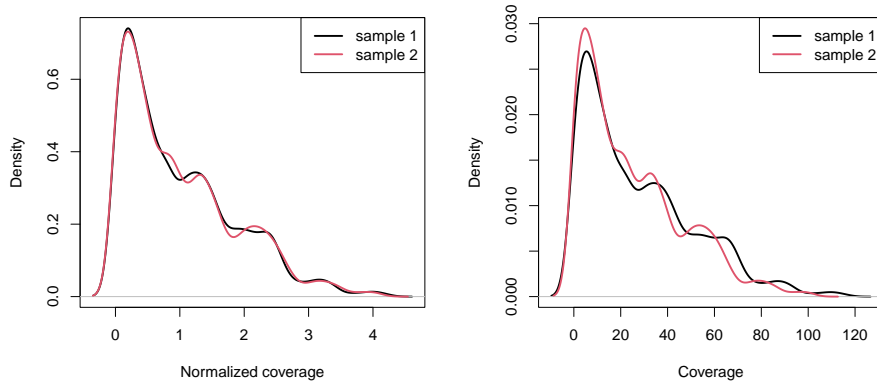 sample 1
sample 2
Density
0.0 0.2 0.4 0.6
0 1 2 3 4
Normalized coverage
sample 1
sample 2
Density
0.000 0.010 0.020 0.030
0 20 40 60 80 100 120
Coverage